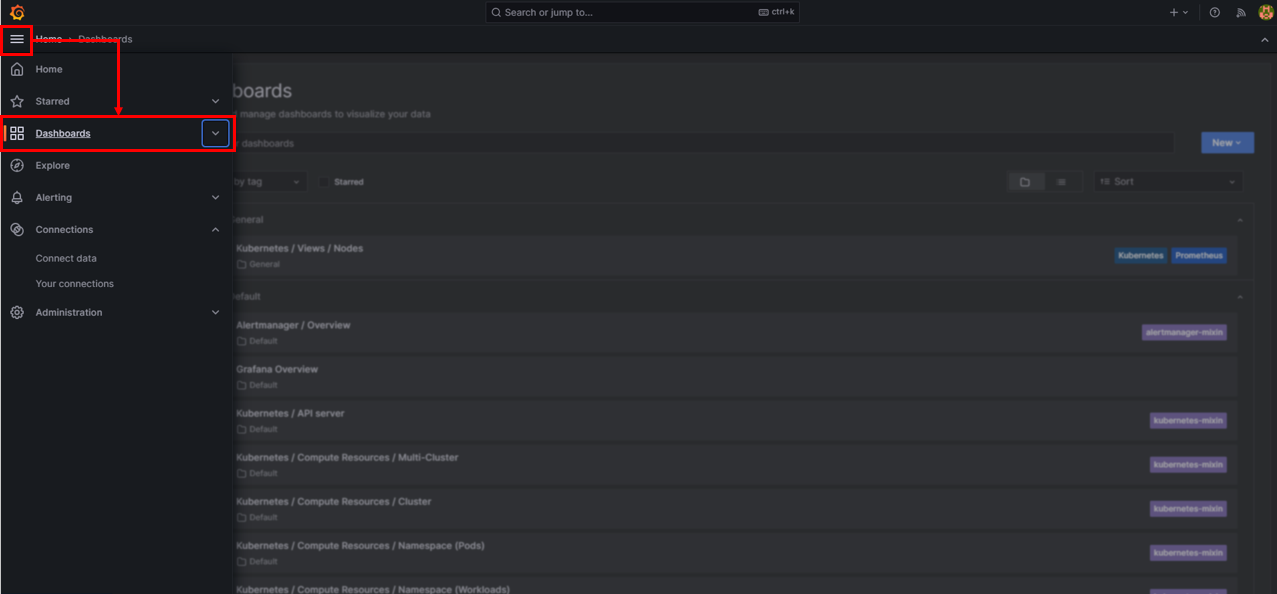 Search or jump to...
ctrl+k
Home > Dashboards
Home
Starred
Dashboards
Explore
Alerting
Connections
Connect data
Your connections
Administration
boards
manage dashboards to visualize your data
dashboards
New
by tag
Starred
Sort
General
Kubernetes / Views / Nodes
General
Kubernetes
Prometheus
Default
Alertmanager / Overview
Default
alertmanager-mixin
Grafana Overview
Default
Kubernetes / API server
Default
kubernetes-mixin
Kubernetes / Compute Resources / Multi-Cluster
Default
kubernetes-mixin
Kubernetes / Compute Resources / Cluster
Default
kubernetes-mixin
Kubernetes / Compute Resources / Namespace (Pods)
Default
kubernetes-mixin
Kubernetes / Compute Resources / Namespace (Workloads)